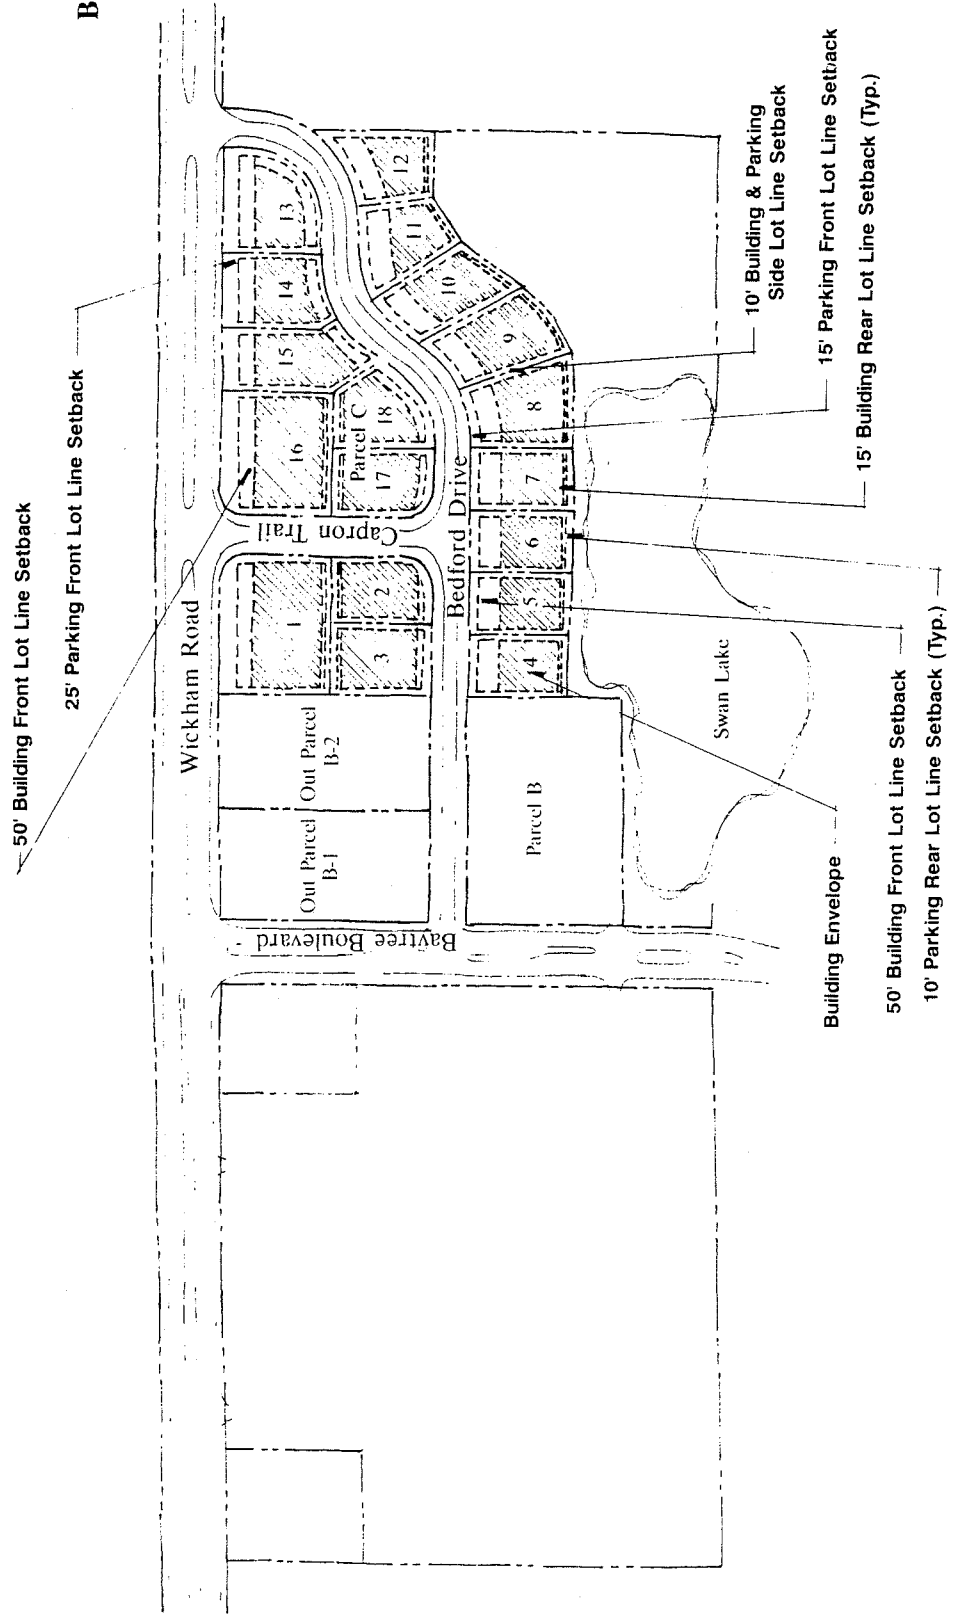 B
50' Building Front Lot Line Setback
25' Parking Front Lot Line Setback
Wickham Road
Out Parcel
B-1
Out Parcel
B-2
1
2
3
Capron Trail
16
15
14
13
Parcel C
17
18
Baytree Boulevard
Bedford Drive
Parcel B
4
5
6
7
8
9
10
11
12
Swan Lake
10' Building & Parking
Side Lot Line Setback
15' Parking Front Lot Line Setback
15' Building Rear Lot Line Setback (Typ.)
Building Envelope
50' Building Front Lot Line Setback
10' Parking Rear Lot Line Setback (Typ.)